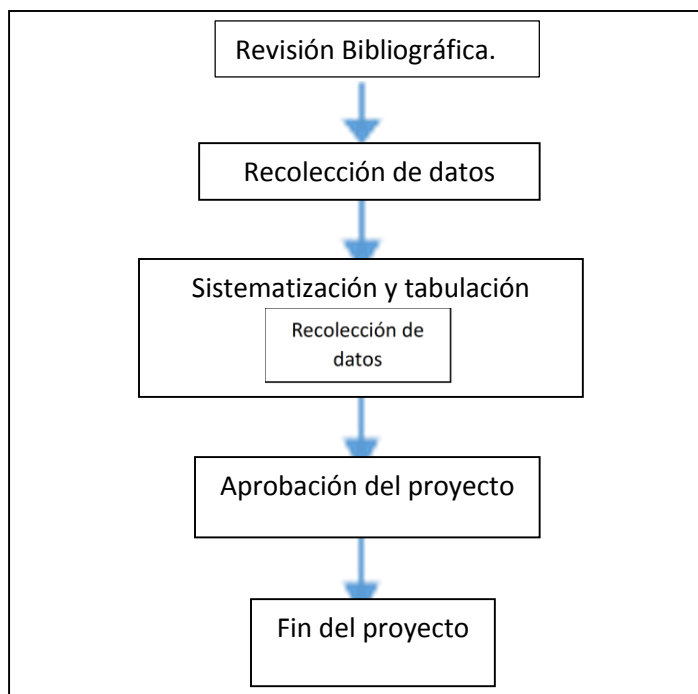 Revisión Bibliográfica.
Recolección de datos
Sistematización y tabulación
Recolección de
datos
Aprobación del proyecto
Fin del proyecto